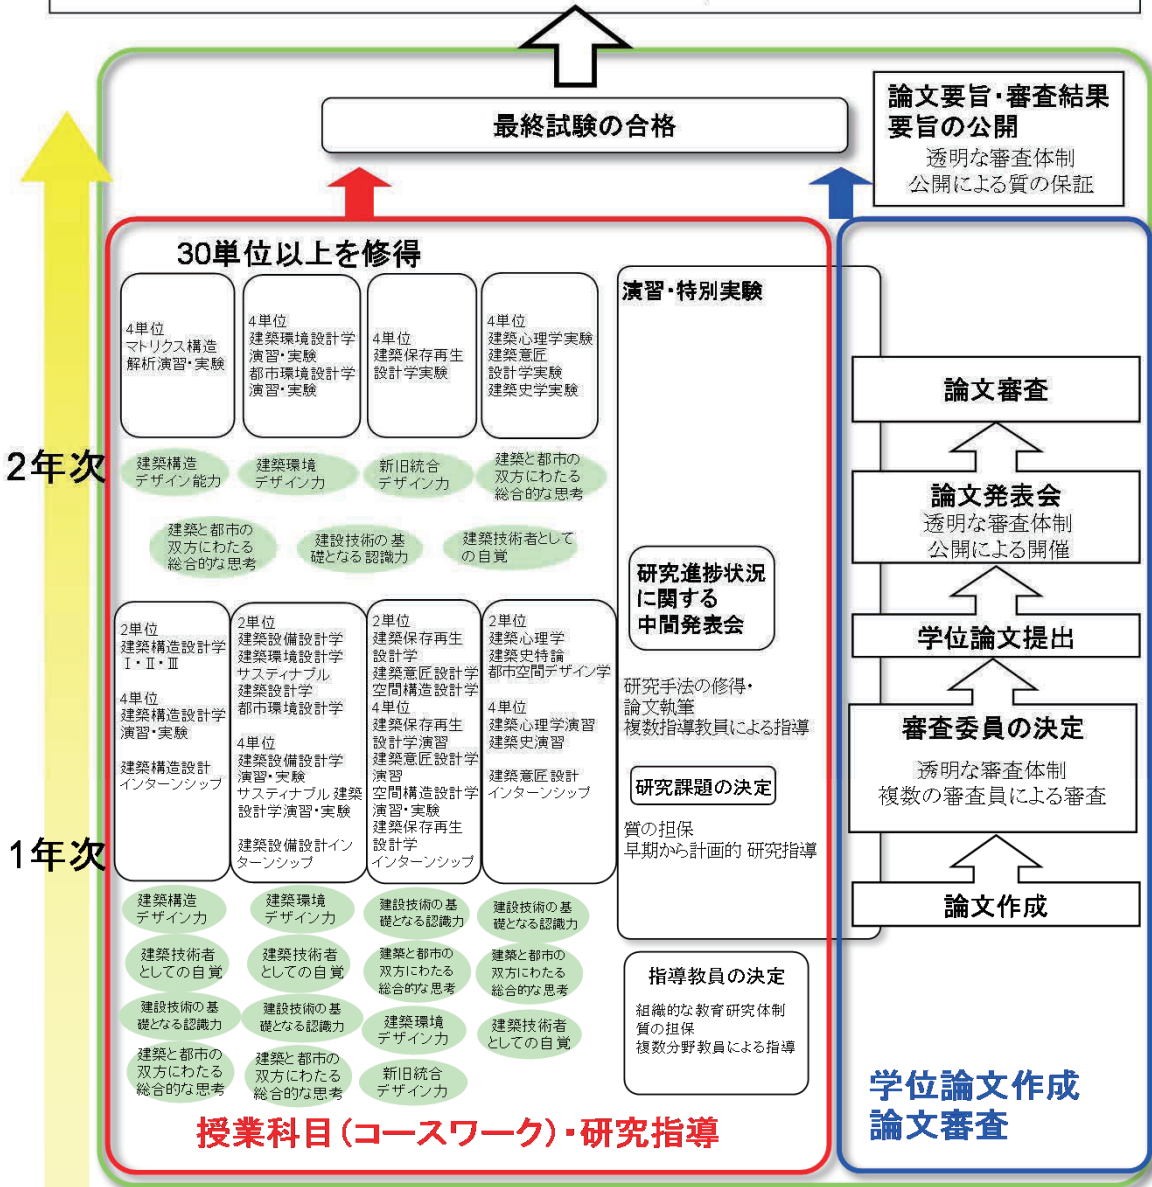 最終試験の合格
論文要旨・審査結果
要旨の公開
透明な審査体制
公開による質の保証
30単位以上を修得
4単位
マトリクス構造
解析演習・実験
4単位
建築環境設計学
演習・実験
都市環境設計学
演習・実験
4単位
建築保存再生
設計学実験
4単位
建築心理学実験
建築意匠
設計学実験
建築史学実験
演習・特別実験
2年次
建築構造
デザイン能力
建築環境
デザイン力
新旧統合
デザイン力
建築と都市の
双方にわたる
総合的な思考
建築と都市の
双方にわたる
総合的な思考
建設技術の基
礎となる認識力
建築技術者として
の自覚
研究進捗状況
に関する
中間発表会
2単位
建築構造設計学
Ⅰ・Ⅱ・Ⅲ
4単位
建築構造設計学
演習・実験
建築構造設計
インターンシップ
2単位
建築設備設計学
建築環境設計学
サスティナブル
建築設計学
都市環境設計学
4単位
建築設備設計学
演習・実験
サスティナブル建築
設計学演習・実験
建築設備設計イン
ターンシップ
2単位
建築保存再生
設計学
建築意匠設計学
空間構造設計学
4単位
建築保存再生
設計学演習
建築意匠設計学
演習
空間構造設計学
演習・実験
建築保存再生
設計学
インターンシップ
2単位
建築心理学
建築史特論
都市空間デザイン学
4単位
建築心理学演習
建築史演習
建築意匠設計
インターンシップ
研究手法の修得・
論文執筆
複数指導教員による指導
研究課題の決定
質の担保
早期から計画的 研究指導
1年次
建築構造
デザイン力
建築環境
デザイン力
建設技術の基
礎となる認識力
建設技術の基
礎となる認識力
建築技術者
としての自覚
建築技術者
としての自覚
建築と都市の
双方にわたる
総合的な思考
建築と都市の
双方にわたる
総合的な思考
建設技術の基
礎となる認識力
建設技術の基
礎となる認識力
建築環境
デザイン力
建築技術者
としての自覚
建築と都市の
双方にわたる
総合的な思考
建築と都市の
双方にわたる
総合的な思考
新旧統合
デザイン力
指導教員の決定
組織的な教育研究体制
質の担保
複数分野教員による指導
授業科目(コースワーク)・研究指導
論文審査
論文発表会
透明な審査体制
公開による開催
学位論文提出
審査委員の決定
透明な審査体制
複数の審査員による審査
論文作成
学位論文作成
論文審査